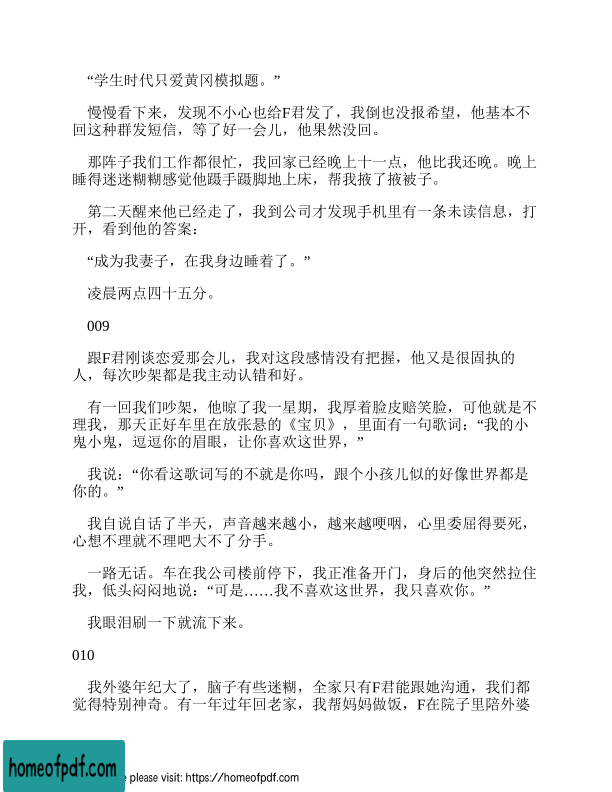 “学生时代只爱黄冈模拟题。”
慢慢看下来，发现不小心也给F君发了，我倒也没报希望，他基本不
回这种群发短信，等了好一会儿，他果然没回。
那阵子我们工作都很忙，我回家已经晚上十一点，他比我还晚。晚上
睡得迷迷糊糊感觉他蹑手蹑脚地上床，帮我掖了掖被子。
第二天醒来他已经走了，我到公司才发现手机里有一条未读信息，打
开，看到他的答案：
“成为我妻子，在我身边睡着了。”
凌晨两点四十五分。
009
跟F君刚谈恋爱那会儿，我对这段感情没有把握，他又是很固执的
人，每次吵架都是我主动认错和好。
有一回我们吵架，他晾了我一星期，我厚着脸皮赔笑脸，可他就是不
理我，那天正好车里在放张悬的《宝贝》，里面有一句歌词：“我的小
鬼小鬼，逗逗你的眉眼，让你喜欢这世界，”
我说：“你看这歌词写的不就是你吗，跟个小孩儿似的好像世界都是
你的。”
我自说自话了半天，声音越来越小，越来越哽咽，心里委屈得要死，
心想不理就不理吧大不了分手。
一路无话。车在我公司楼前停下，我正准备开门，身后的他突然拉住
我，低头闷闷地说：“可是……我不喜欢这世界，我只喜欢你。”
我眼泪刷一下就流下来。
010
我外婆年纪大了，脑子有些迷糊，全家只有F君能跟她沟通，我们都
觉得特别神奇。有一年过年回老家，我帮妈妈做饭，F在院子里陪外婆
homeofpdf.com
e please visit: https://homeofpdf.com